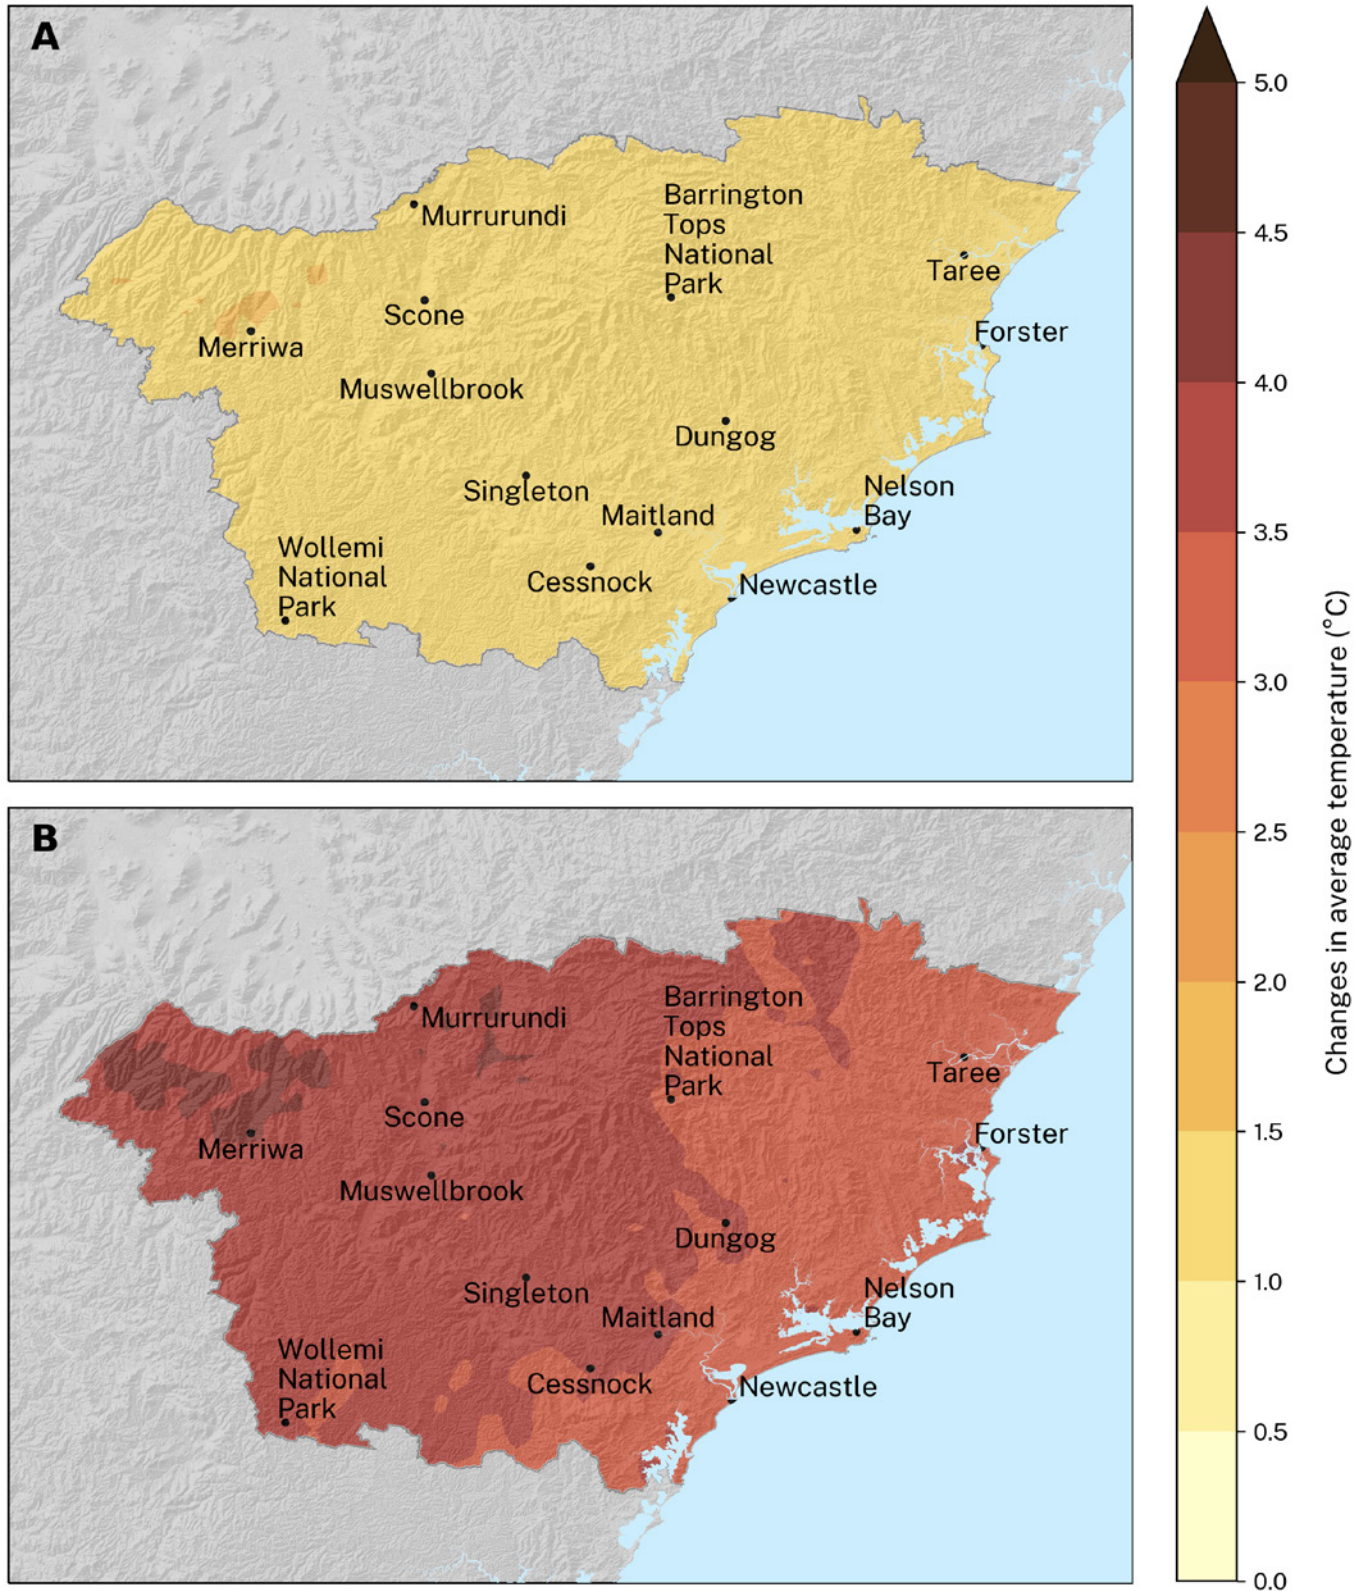 A
Murrurundi
Barrington
Tops
National
Park
Taree
Scone
Forster
Merriwa
Muswellbrook
Dungog
Singleton
Nelson
Bay
Maitland
Wollemi
National
Park
Cessnock
Newcastle
B
Murrurundi
Barrington
Tops
National
Park
Taree
Scone
Forster
Merriwa
Muswellbrook
Dungog
Singleton
Nelson
Bay
Maitland
Wollemi
National
Park
Cessnock
Newcastle
5.0
4.5
4.0
3.5
3.0
2.5
2.0
1.5
1.0
0.5
0.0
Changes in average temperature (°C)